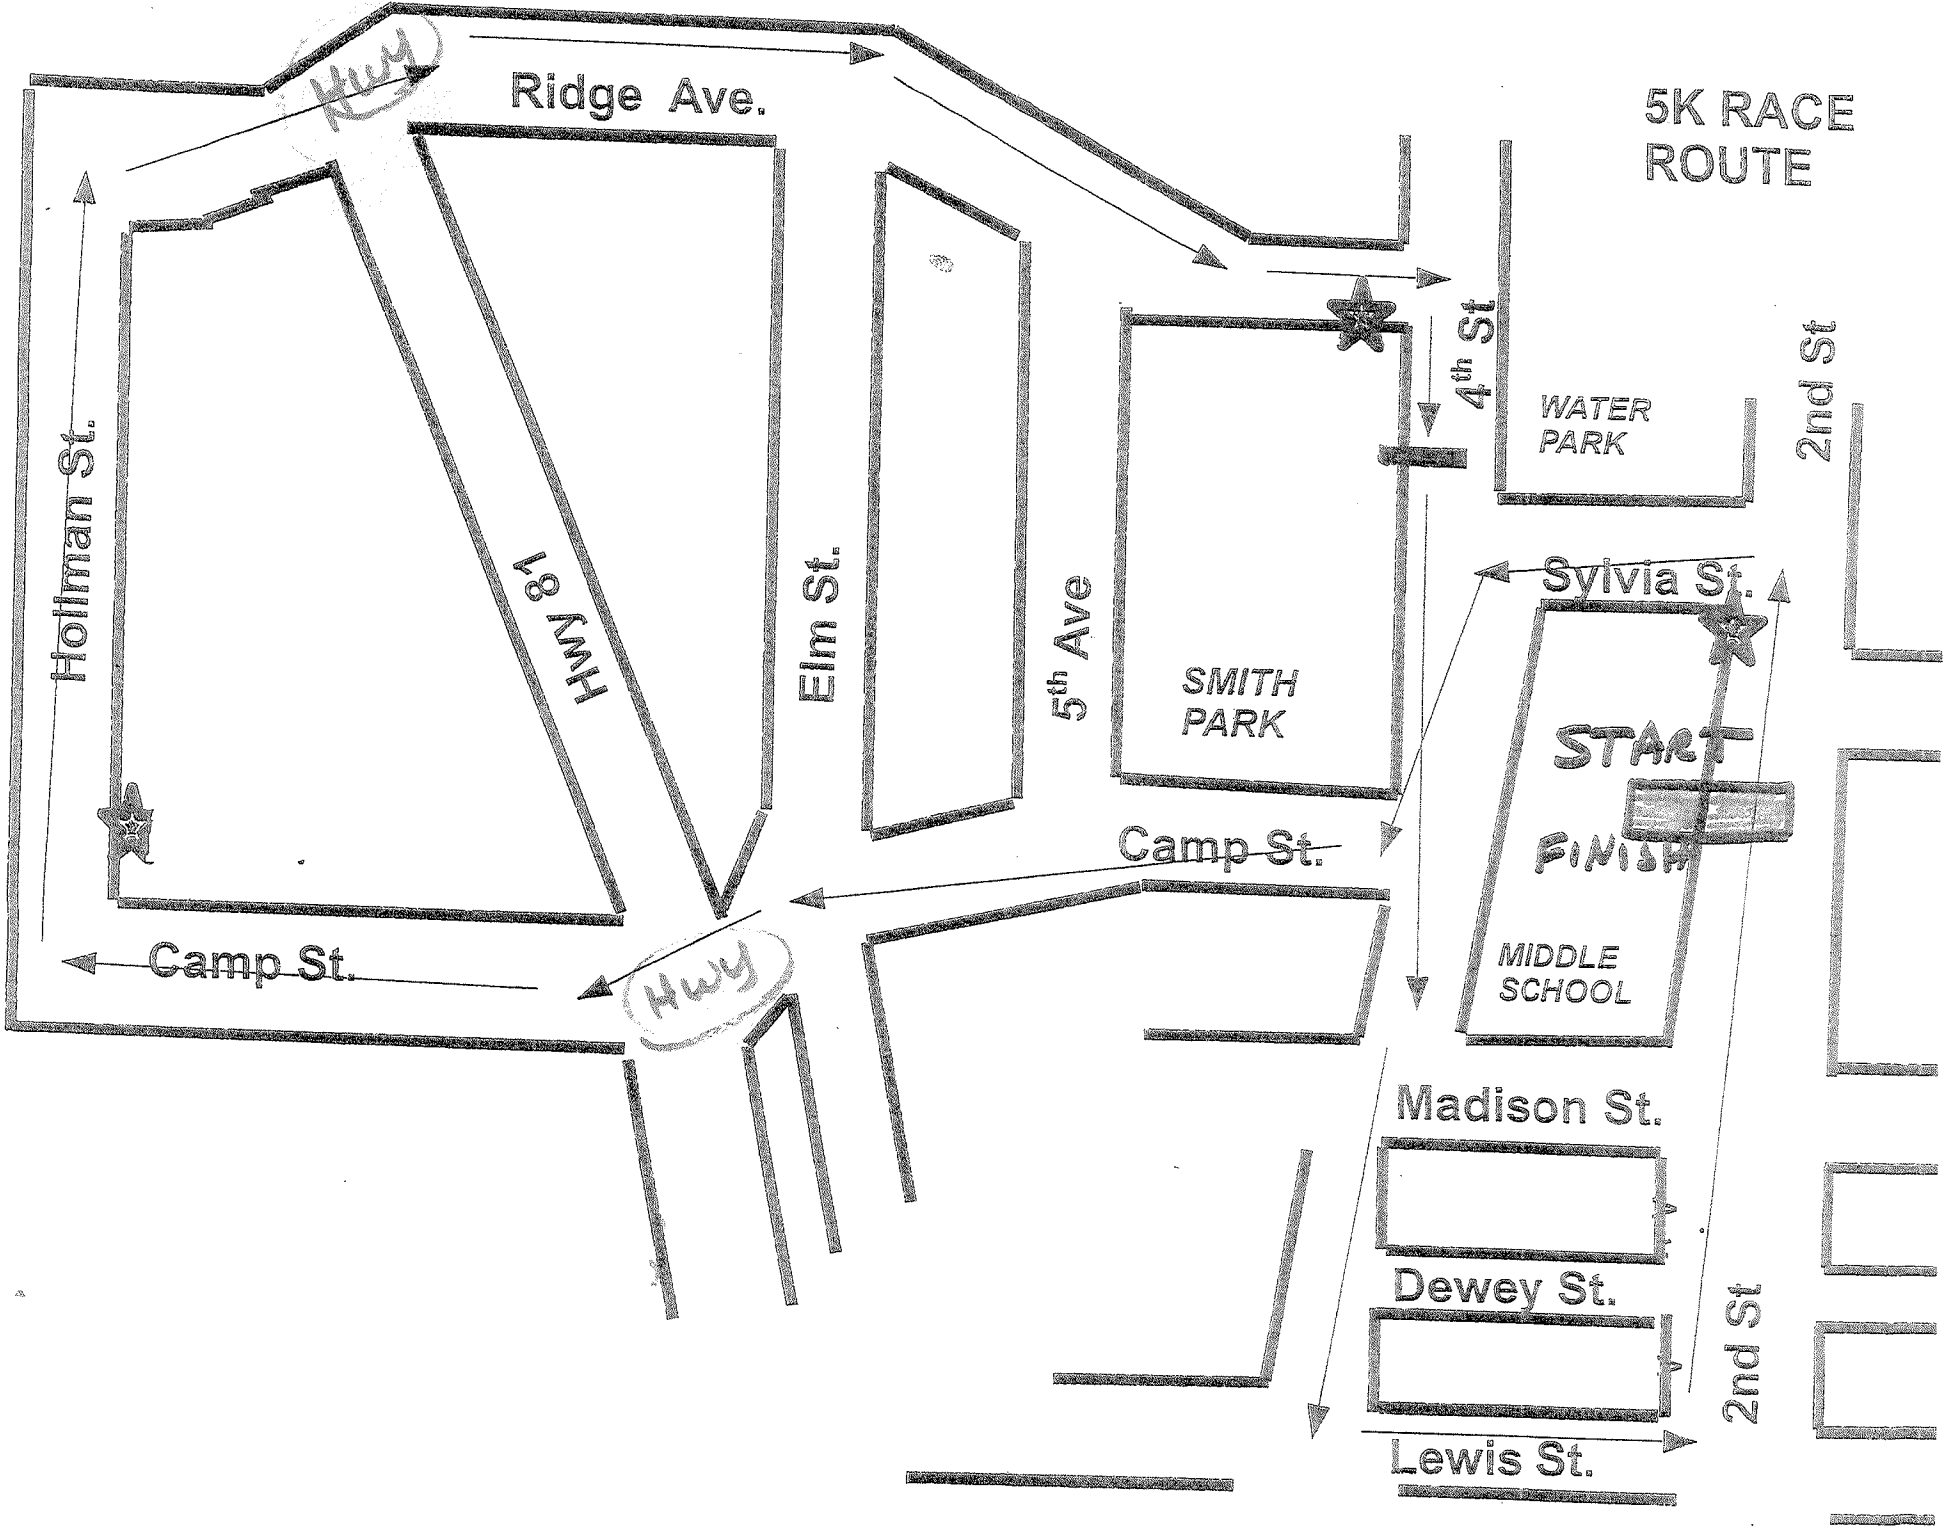 5K RACE
ROUTE
Hwy
Ridge Ave.
4th St
2nd St
WATER
PARK
Hollman St.
Hwy 81
Elm St.
5th Ave
Sylvia St.
SMITH
PARK
START
FINISH
Camp St.
Camp St.
Hwy
MIDDLE
SCHOOL
Madison St.
Dewey St.
2nd St
Lewis St.